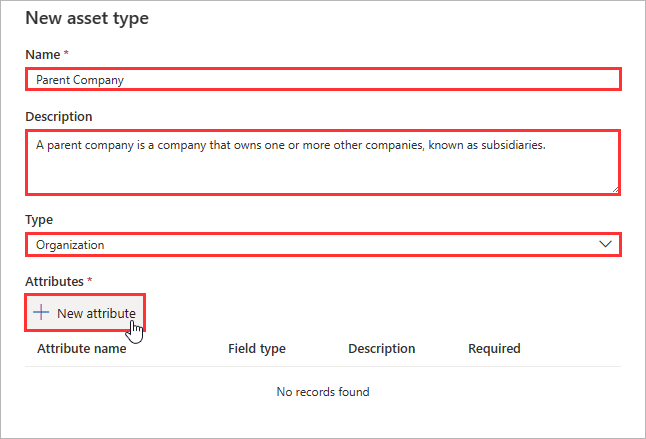 New asset type
Name *
Parent Company
Description
A parent company is a company that owns one or more other companies, known as subsidiaries.
Type
Organization
Attributes *
New attribute
Attribute name Field type Description Required
No records found